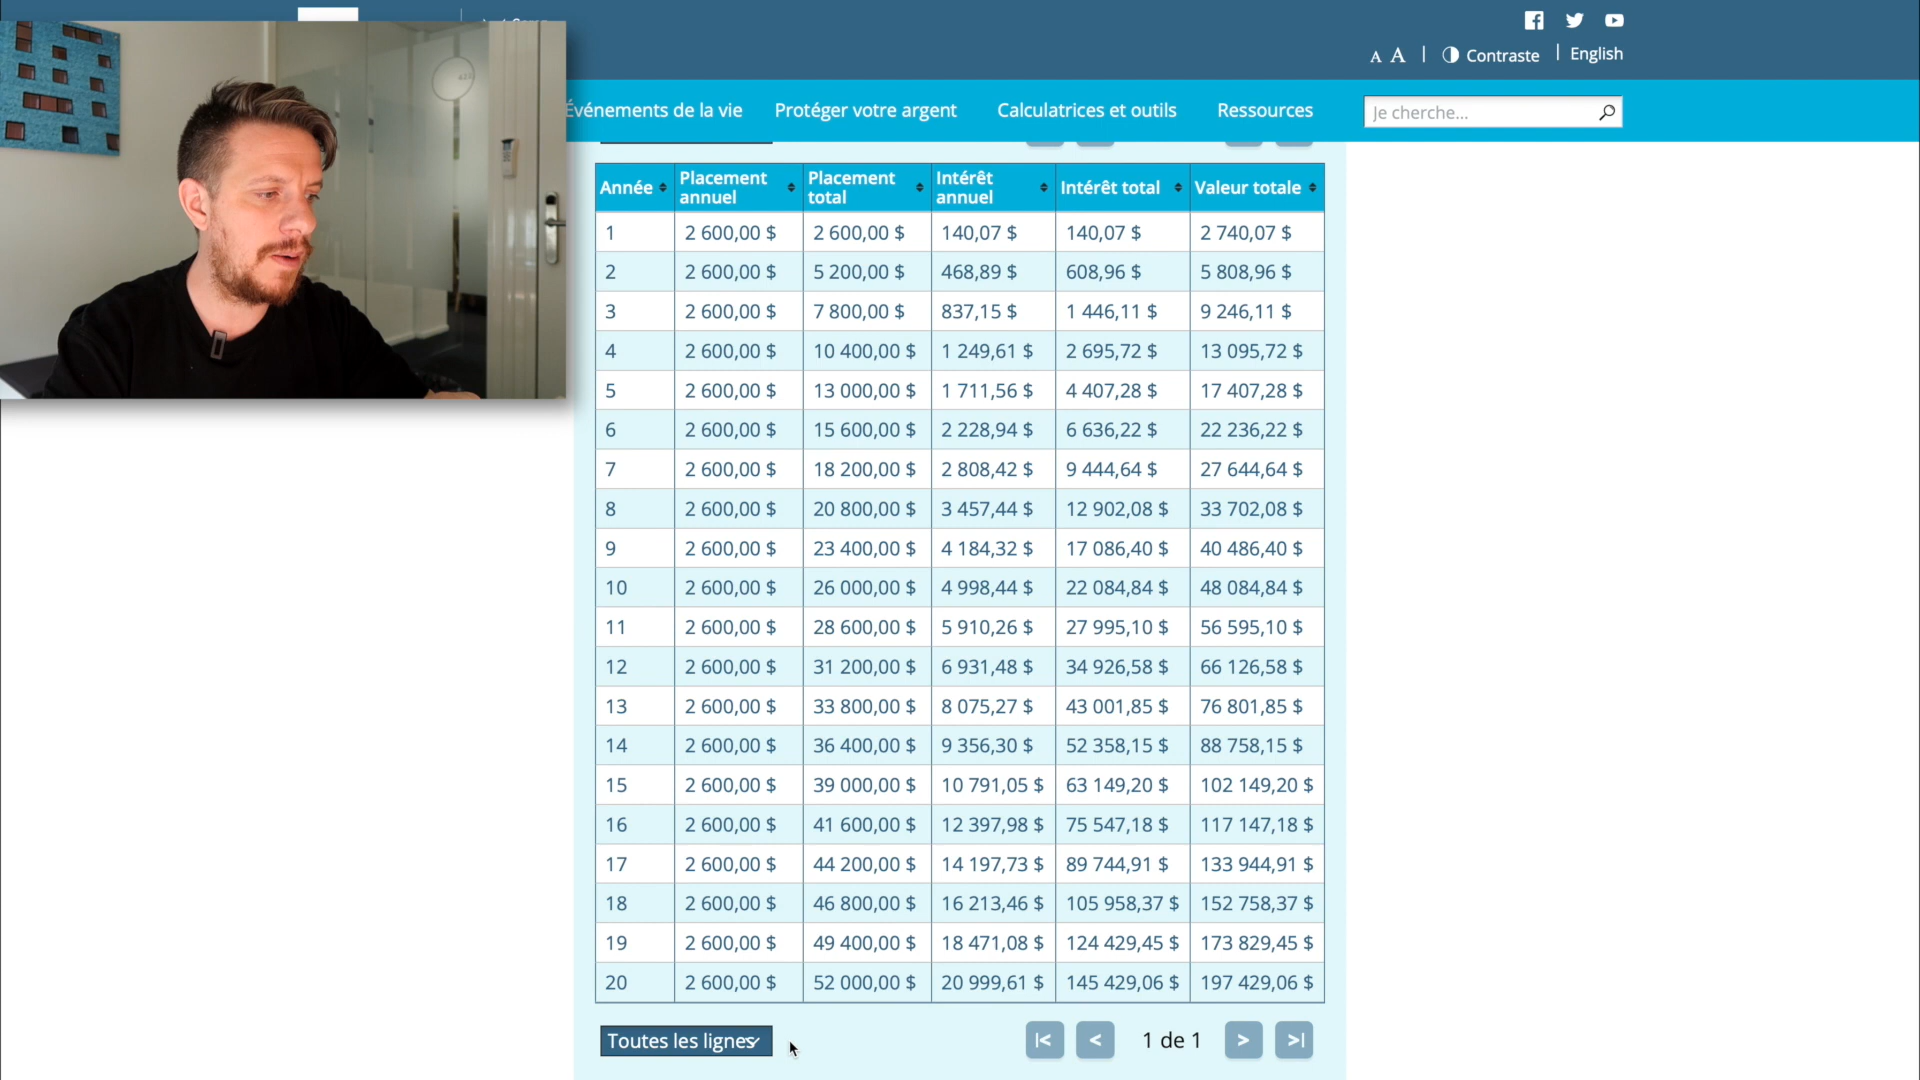 A A | Contraste | English
Événements de la vie Protéger votre argent Calculatrices et outils Ressources Je cherche...
Année Placement annuel Placement total Intérêt annuel Intérêt total Valeur totale
1 2 600,00 $ 2 600,00 $ 140,07 $ 140,07 $ 2 740,07 $
2 2 600,00 $ 5 200,00 $ 468,89 $ 608,96 $ 5 808,96 $
3 2 600,00 $ 7 800,00 $ 837,15 $ 1 446,11 $ 9 246,11 $
4 2 600,00 $ 10 400,00 $ 1 249,61 $ 2 695,72 $ 13 095,72 $
5 2 600,00 $ 13 000,00 $ 1 711,56 $ 4 407,28 $ 17 407,28 $
6 2 600,00 $ 15 600,00 $ 2 228,94 $ 6 636,22 $ 22 236,22 $
7 2 600,00 $ 18 200,00 $ 2 808,42 $ 9 444,64 $ 27 644,64 $
8 2 600,00 $ 20 800,00 $ 3 457,44 $ 12 902,08 $ 33 702,08 $
9 2 600,00 $ 23 400,00 $ 4 184,32 $ 17 086,40 $ 40 486,40 $
10 2 600,00 $ 26 000,00 $ 4 998,44 $ 22 084,84 $ 48 084,84 $
11 2 600,00 $ 28 600,00 $ 5 910,26 $ 27 995,10 $ 56 595,10 $
12 2 600,00 $ 31 200,00 $ 6 931,48 $ 34 926,58 $ 66 126,58 $
13 2 600,00 $ 33 800,00 $ 8 075,27 $ 43 001,85 $ 76 801,85 $
14 2 600,00 $ 36 400,00 $ 9 356,30 $ 52 358,15 $ 88 758,15 $
15 2 600,00 $ 39 000,00 $ 10 791,05 $ 63 149,20 $ 102 149,20 $
16 2 600,00 $ 41 600,00 $ 12 397,98 $ 75 547,18 $ 117 147,18 $
17 2 600,00 $ 44 200,00 $ 14 197,73 $ 89 744,91 $ 133 944,91 $
18 2 600,00 $ 46 800,00 $ 16 213,46 $ 105 958,37 $ 152 758,37 $
19 2 600,00 $ 49 400,00 $ 18 471,08 $ 124 429,45 $ 173 829,45 $
20 2 600,00 $ 52 000,00 $ 20 999,61 $ 145 429,06 $ 197 429,06 $
Toutes les lignes |< < 1 de 1 > >|